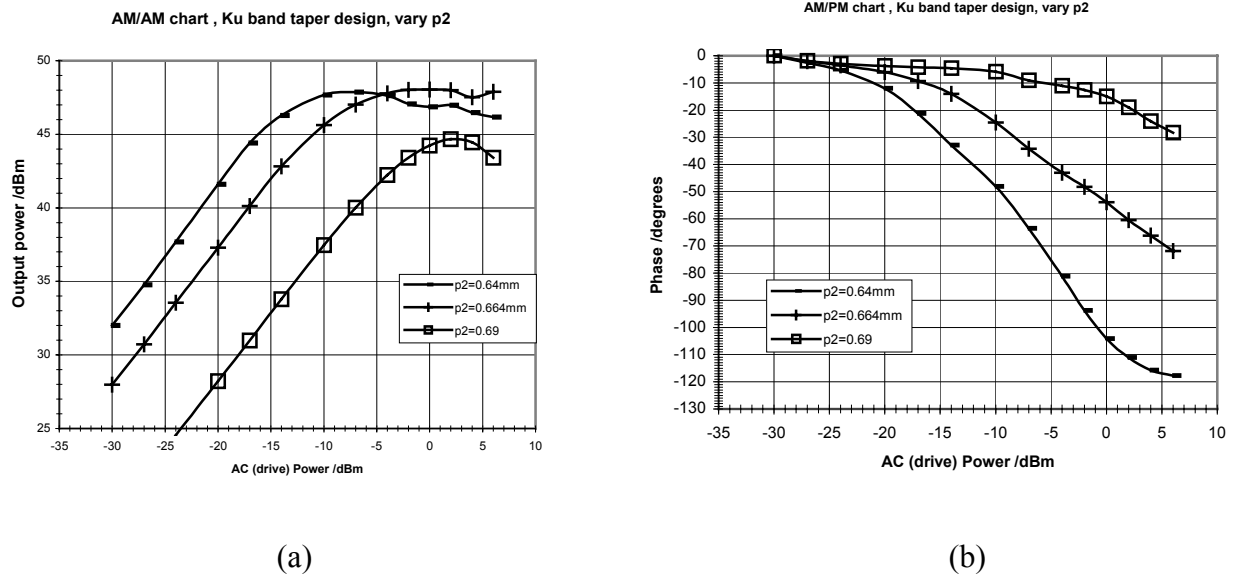 AM/AM chart , Ku band taper design, vary p2
Output power /dBm
50
45
40
35
30
25
-35
-30
-25
-20
-15
-10
-5
0
5
10
AC (drive) Power /dBm
p2=0.64mm
p2=0.664mm
p2=0.69
(a)
AM/PM chart , Ku band taper design, vary p2
Phase /degrees
0
-10
-20
-30
-40
-50
-60
-70
-80
-90
-100
-110
-120
-130
-35
-30
-25
-20
-15
-10
-5
0
5
10
AC (drive) Power /dBm
p2=0.64mm
p2=0.664mm
p2=0.69
(b)